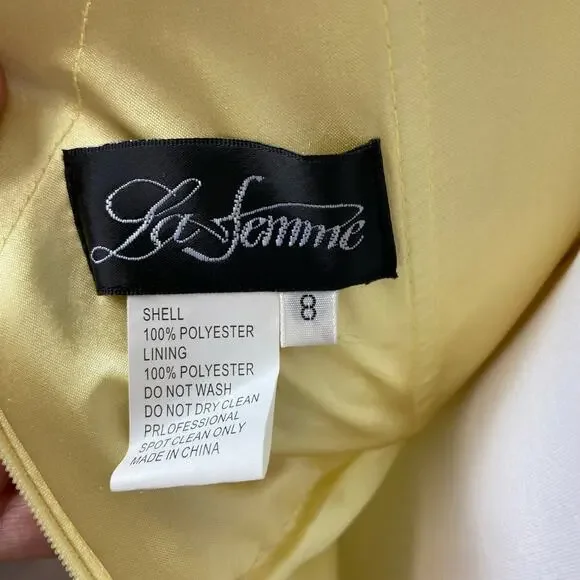 La Femme
8
SHELL
100% POLYESTER
LINING
100% POLYESTER
DO NOT WASH
DO NOT DRY CLEAN
PRLOFESSIONAL
SPOT CLEAN ONLY
MADE IN CHINA